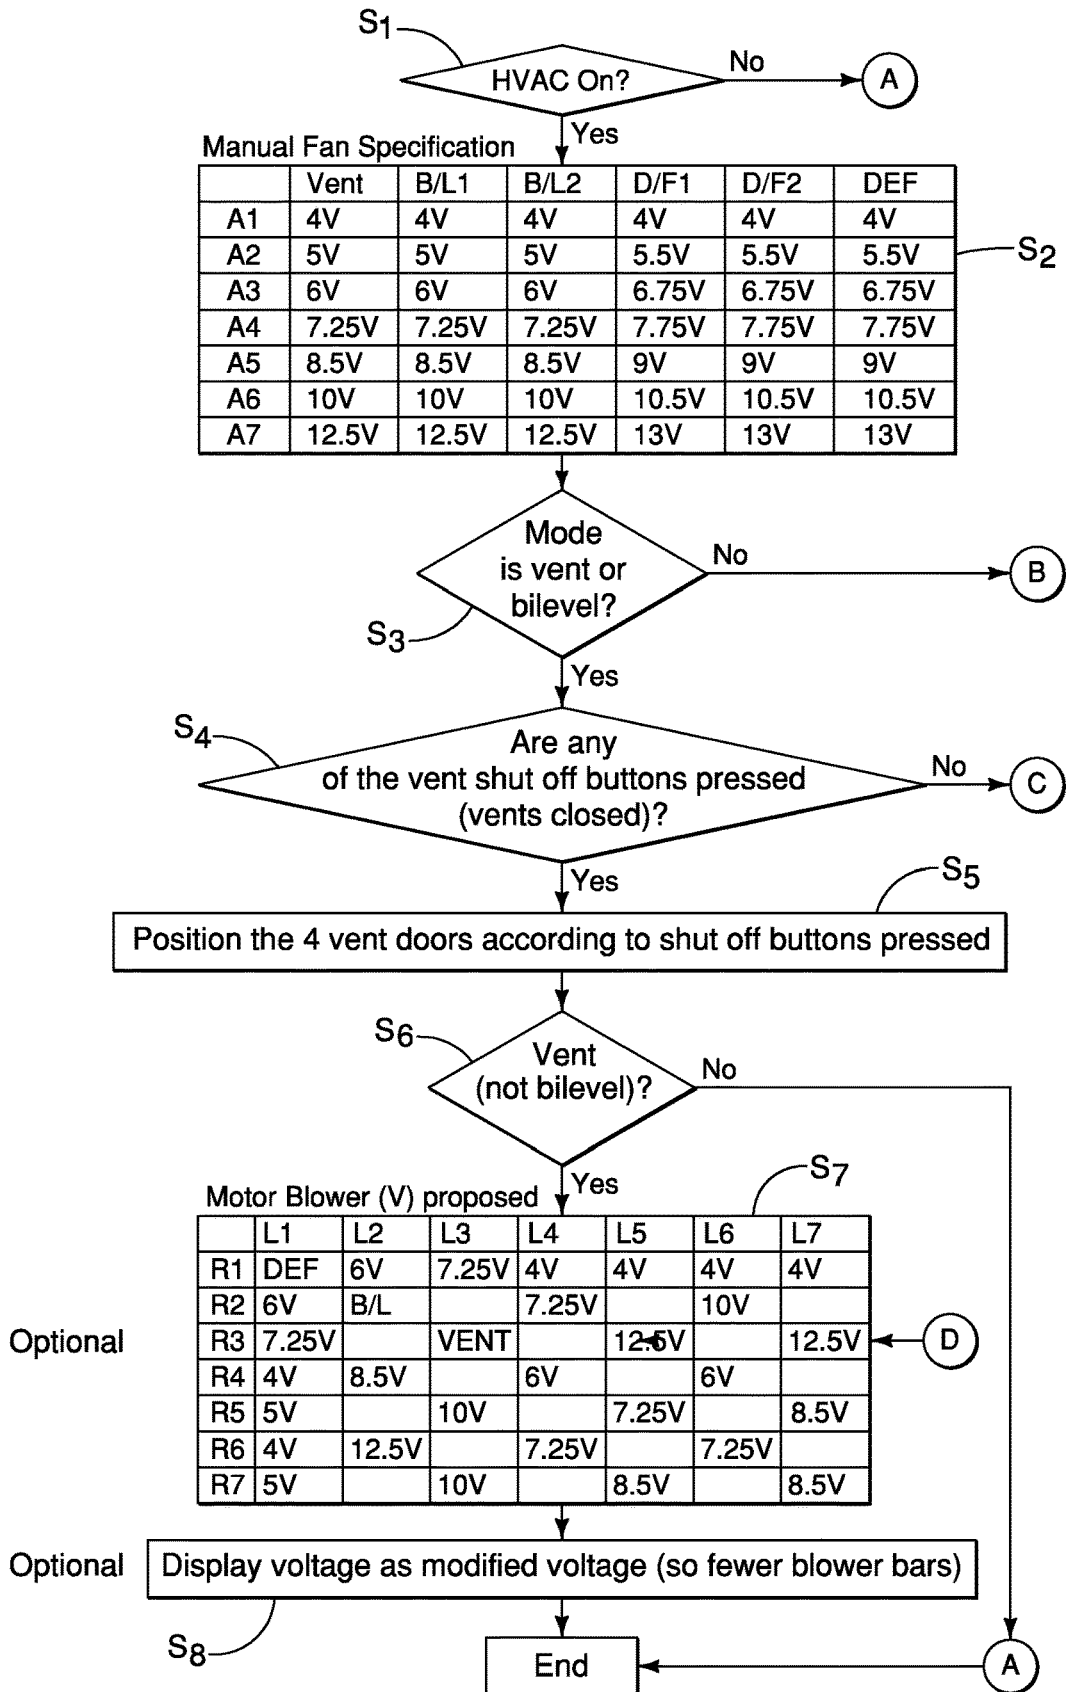 S1
HVAC On?
No
A
Yes
Manual Fan Specification
Vent B/L1 B/L2 D/F1 D/F2 DEF
A1 4V 4V 4V 4V 4V 4V
A2 5V 5V 5V 5.5V 5.5V 5.5V
S2
A3 6V 6V 6V 6.75V 6.75V 6.75V
A4 7.25V 7.25V 7.25V 7.75V 7.75V 7.75V
A5 8.5V 8.5V 8.5V 9V 9V 9V
A6 10V 10V 10V 10.5V 10.5V 10.5V
A7 12.5V 12.5V 12.5V 13V 13V 13V
Mode
is vent or
bilevel?
No
B
S3
Yes
S4
Are any
of the vent shut off buttons pressed
(vents closed)?
No
C
Yes
S5
Position the 4 vent doors according to shut off buttons pressed
S6
Vent
(not bilevel)?
No
Yes
S7
Motor Blower (V) proposed
L1 L2 L3 L4 L5 L6 L7
R1 DEF 6V 7.25V 4V 4V 4V 4V
R2 6V B/L 7.25V 10V
Optional
R3 7.25V VENT 12.5V 12.5V
D
R4 4V 8.5V 6V 6V
R5 5V 10V 7.25V 8.5V
R6 4V 12.5V 7.25V 7.25V
R7 5V 10V 8.5V 8.5V
Optional
Display voltage as modified voltage (so fewer blower bars)
S8
End
A